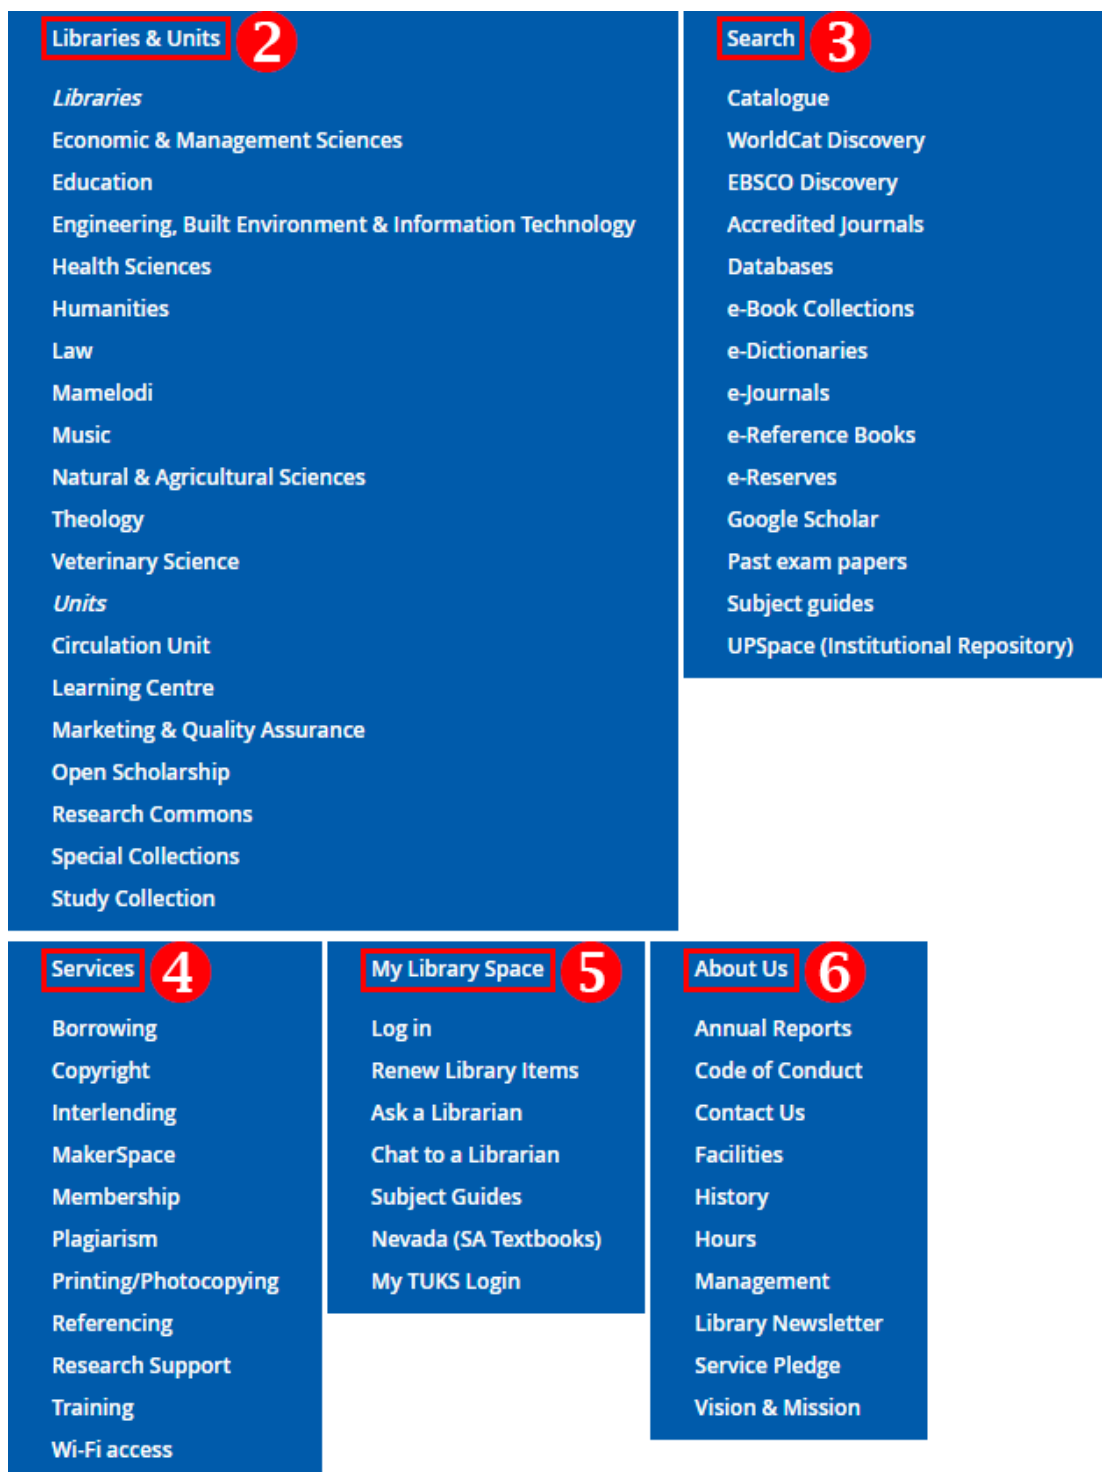 Libraries & Units 2
Libraries
Economic & Management Sciences
Education
Engineering, Built Environment & Information Technology
Health Sciences
Humanities
Law
Mamelodi
Music
Natural & Agricultural Sciences
Theology
Veterinary Science
Units
Circulation Unit
Learning Centre
Marketing & Quality Assurance
Open Scholarship
Research Commons
Special Collections
Study Collection
Search 3
Catalogue
WorldCat Discovery
EBSCO Discovery
Accredited Journals
Databases
e-Book Collections
e-Dictionaries
e-Journals
e-Reference Books
e-Reserves
Google Scholar
Past exam papers
Subject guides
UPSpace (Institutional Repository)
Services 4
Borrowing
Copyright
Interlending
MakerSpace
Membership
Plagiarism
Printing/Photocopying
Referencing
Research Support
Training
Wi-Fi access
My Library Space 5
Log in
Renew Library Items
Ask a Librarian
Chat to a Librarian
Subject Guides
Nevada (SA Textbooks)
My TUKS Login
About Us 6
Annual Reports
Code of Conduct
Contact Us
Facilities
History
Hours
Management
Library Newsletter
Service Pledge
Vision & Mission